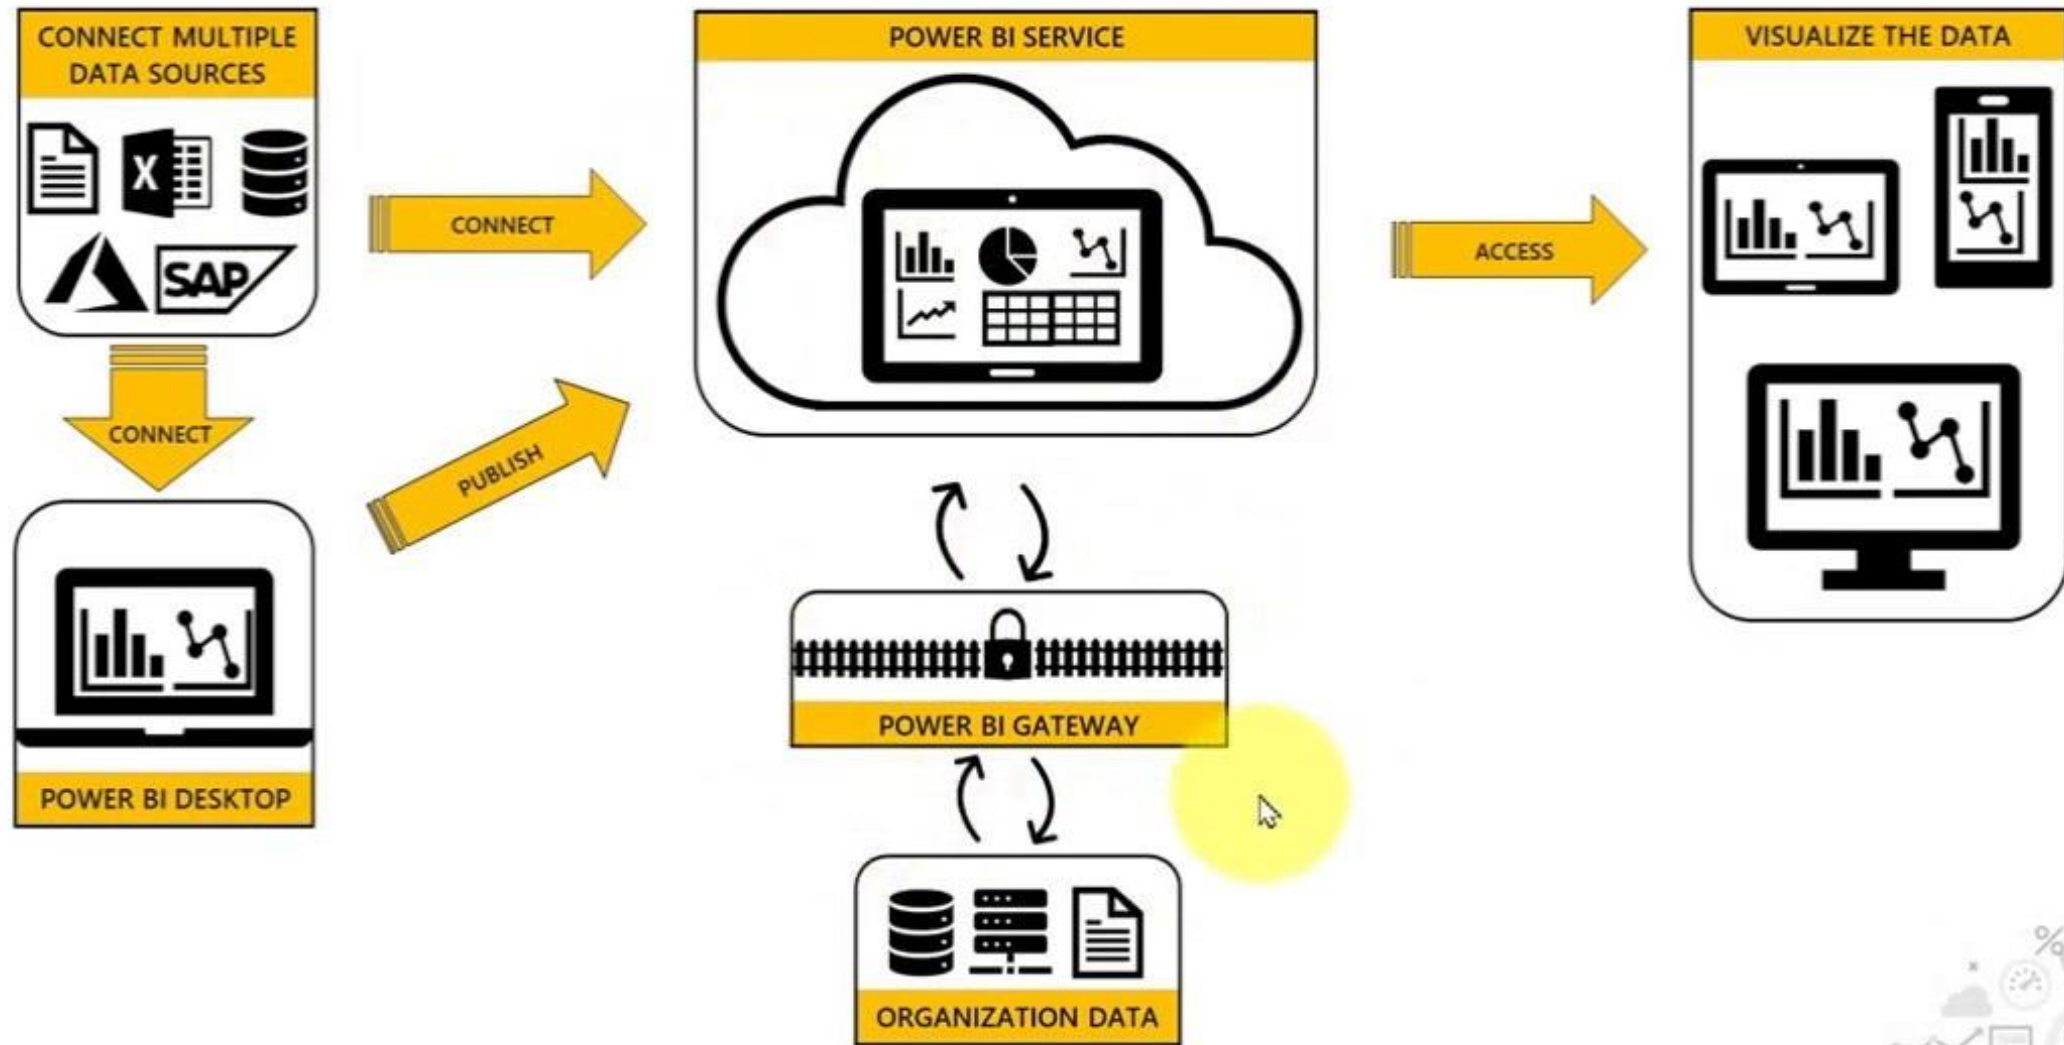 CONNECT MULTIPLE
DATA SOURCES
X
SAP
CONNECT
CONNECT
PUBLISH
POWER BI DESKTOP
POWER BI SERVICE
ACCESS
VISUALIZE THE DATA
POWER BI GATEWAY
ORGANIZATION DATA
%